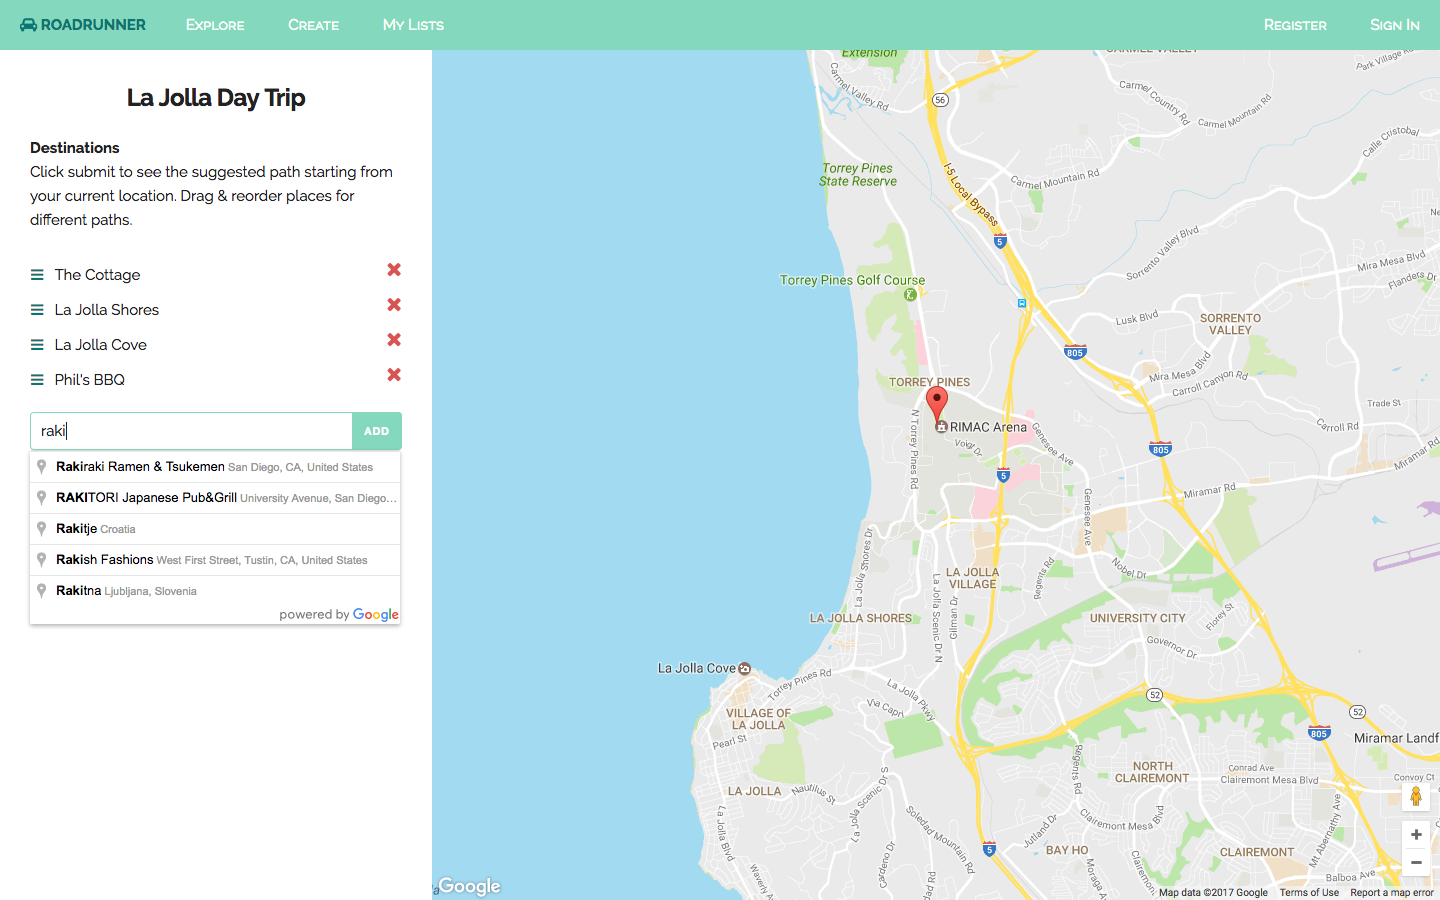 ROADRUNNER
Explore
Create
My Lists
Register
Sign In
La Jolla Day Trip
Destinations
Click submit to see the suggested path starting from
your current location. Drag & reorder places for
different paths.
The Cottage
La Jolla Shores
La Jolla Cove
Phil's BBQ
raki
ADD
Rakiraki Ramen & Tsukemen San Diego, CA, United States
RAKITORI Japanese Pub&Grill University Avenue, San Diego...
Rakitje Croatia
Rakish Fashions West First Street, Tustin, CA, United States
Rakitna Ljubljana, Slovenia
powered by Google
Extension
CARMEL VALLEY
Park Village Rd
Carmel Valley Rd
56
Carmel Country Rd
Carmel Mountain Rd
Calle Cristobal
Torrey Pines
State Reserve
I-5 Local Bypass
Carmel Mountain Rd
5
Sorrento Valley Blvd
Mira Mesa Blvd
Flanders Dr
Torrey Pines Golf Course
Lusk Blvd
SORRENTO
VALLEY
805
Mira Mesa Blvd
Carroll Canyon Rd
TORREY PINES
Trade St
Carroll Rd
N Torrey Pines Rd
RIMAC Arena
Voigt Dr
Genesee Ave
805
Miramar Rd
5
Genesee Ave
Miramar Rd
La Jolla Shores Dr
Nobel Dr
LA JOLLA
VILLAGE
Regents Rd
La Jolla Scenic Dr N
Gilman Dr
Florey St
LA JOLLA SHORES
UNIVERSITY CITY
Governor Dr
La Jolla Cove
Torrey Pines Rd
La Jolla Pkwy
52
Via Capri
52
VILLAGE OF
LA JOLLA
805
Pearl St
Miramar Landf
Regents Rd
NORTH
CLAIREMONT
Conrad Ave
Clairemont Mesa Blvd
Convoy Ct
LA JOLLA
Nautilus St
La Jolla Scenic Dr S
La Jolla Blvd
Soledad Mountain Rd
Jutland Dr
Clairemont Mesa Blvd
Mt Abernathy Ave
5
BAY HO
CLAIREMONT
Cardeno Dr
Moraga Ave
Balboa Ave
Waverly Ave
Google
Map data ©2017 Google
Terms of Use
Report a map error